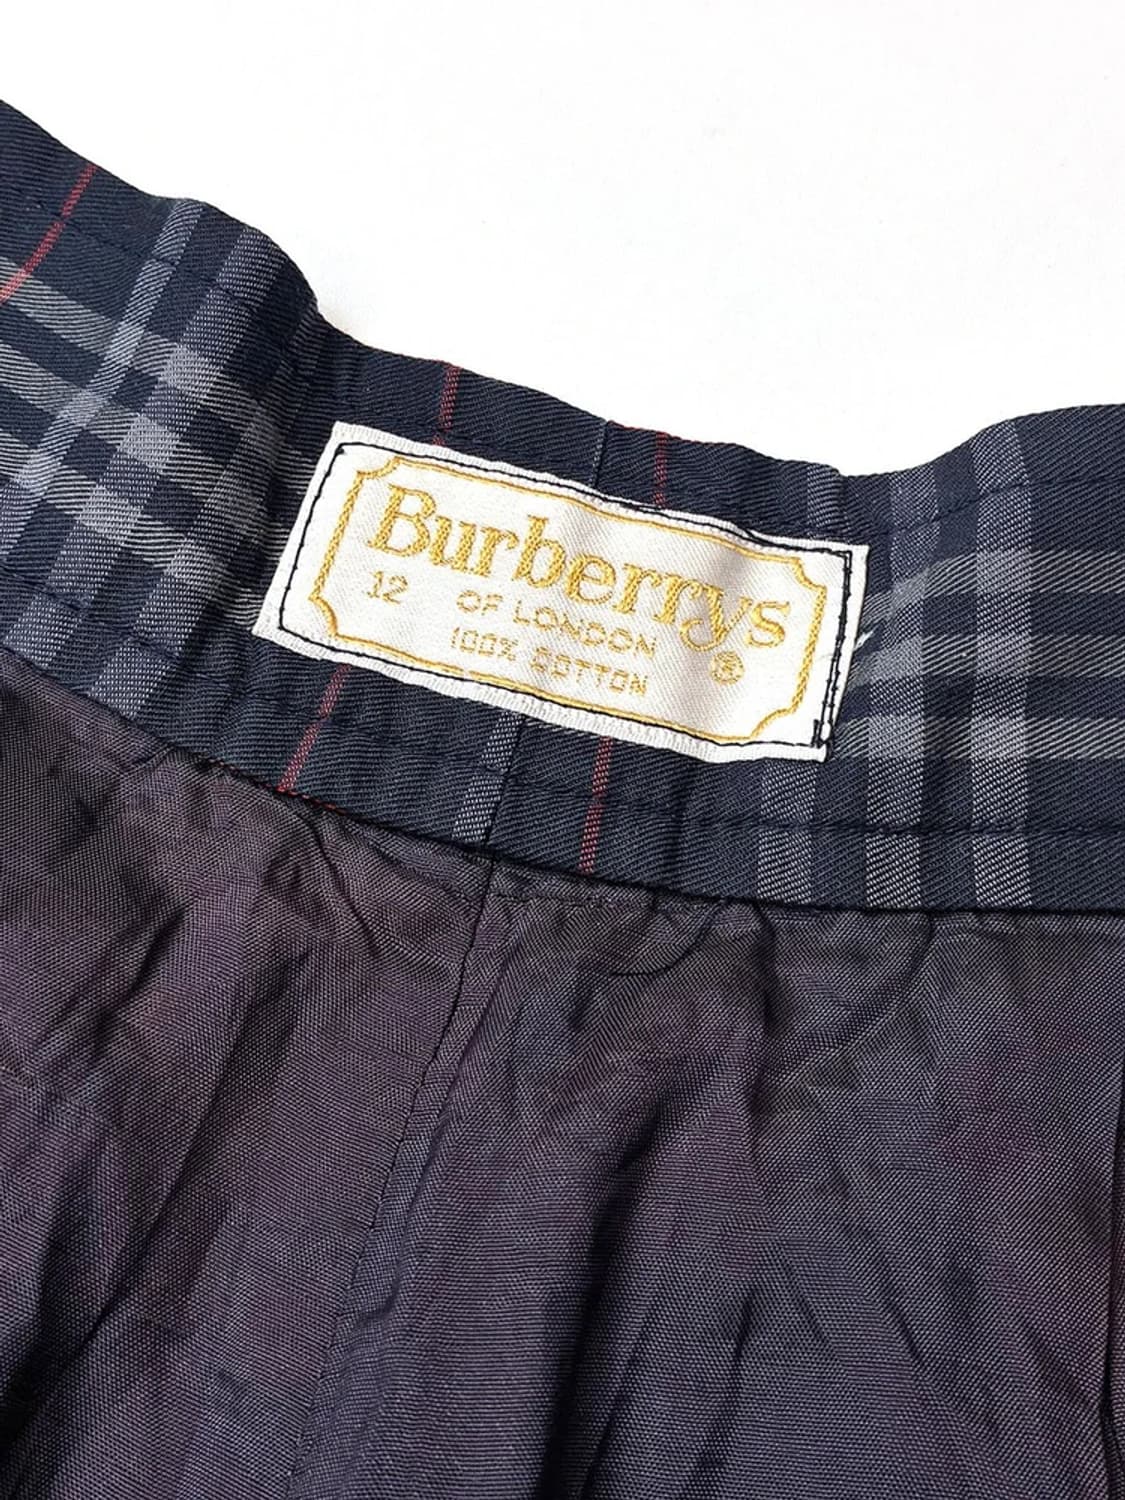 Burberrys
12 OF LONDON ®
100% COTTON